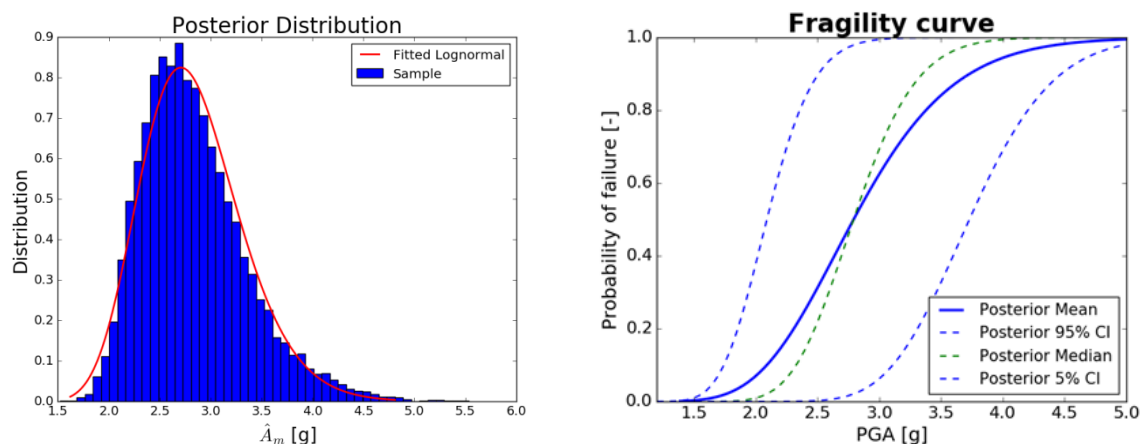 Posterior Distribution
Fitted Lognormal
Sample
Distribution
0.9
0.8
0.7
0.6
0.5
0.4
0.3
0.2
0.1
0.0
1.5 2.0 2.5 3.0 3.5 4.0 4.5 5.0 5.5 6.0
Â_m [g]
Fragility curve
Probability of failure [-]
1.0
0.8
0.6
0.4
0.2
0.0
Posterior Mean
Posterior 95% CI
Posterior Median
Posterior 5% CI
1.5 2.0 2.5 3.0 3.5 4.0 4.5 5.0
PGA [g]